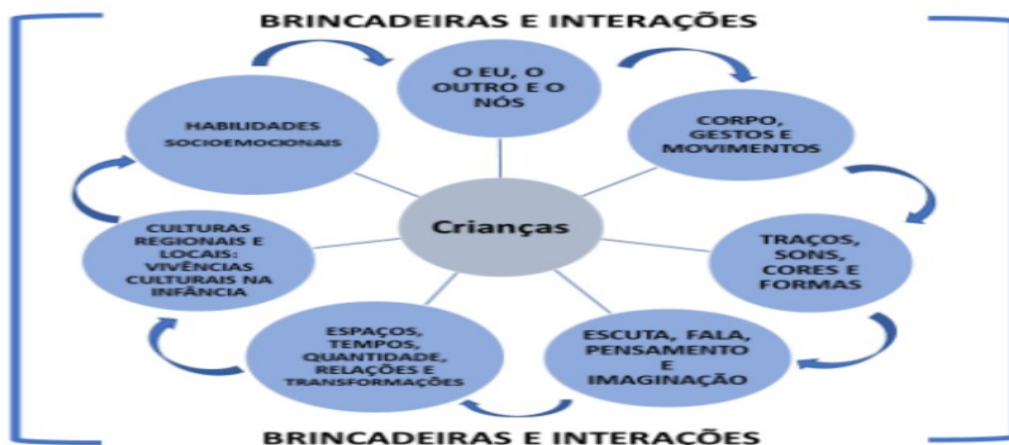 BRINCADEIRAS E INTERAÇÕES
O EU, O
OUTRO E O
NÓS
CORPO,
GESTOS E
MOVIMENTOS
TRAÇOS,
SONS,
CORES E
FORMAS
ESCUTA, FALA,
PENSAMENTO
E
IMAGINAÇÃO
ESPAÇOS,
TEMPOS,
QUANTIDADE,
RELAÇÕES E
TRANSFORMAÇÕES
CULTURAS
REGIONAIS E
LOCAIS:
VIVÊNCIAS
CULTURAIS NA
INFÂNCIA
HABILIDADES
SOCIOEMOCIONAIS
Crianças
BRINCADEIRAS E INTERAÇÕES